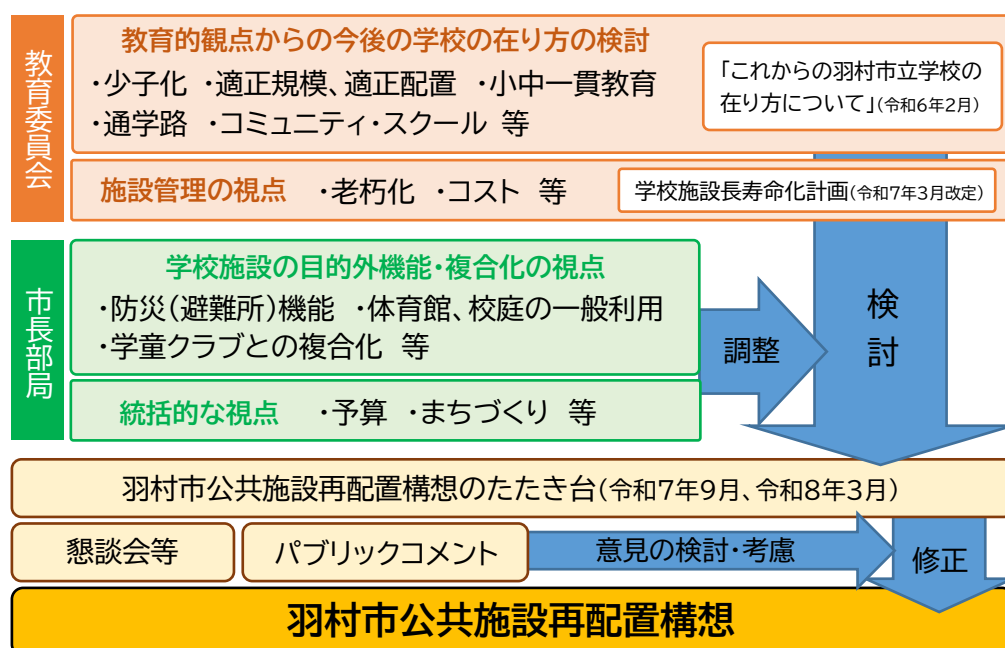 教育委員会
教育的観点からの今後の学校の在り方の検討
・少子化 ・適正規模、適正配置 ・小中一貫教育
・通学路 ・コミュニティ・スクール 等
「これからの羽村市立学校の
在り方について」(令和6年2月)
施設管理の視点 ・老朽化 ・コスト 等
学校施設長寿命化計画(令和7年3月改定)
市長部局
学校施設の目的外機能・複合化の視点
・防災(避難所)機能 ・体育館、校庭の一般利用
・学童クラブとの複合化 等
統括的な視点 ・予算 ・まちづくり 等
調整
検討
羽村市公共施設再配置構想のたたき台(令和7年9月、令和8年3月)
懇談会等
パブリックコメント
意見の検討・考慮
修正
羽村市公共施設再配置構想